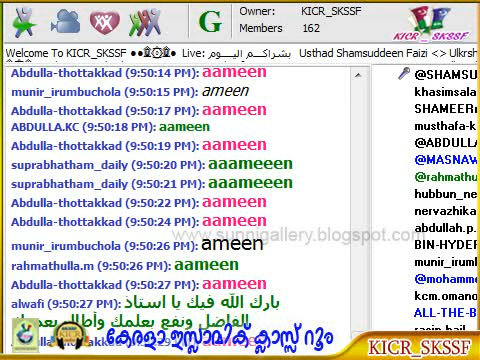 Owner: KICR_SKSSF
Members 162
KICR_SKSSF
Welcome To KICR_SKSSF Live: بشراكم اليوم Usthad Shamsuddeen Faizi <> Ulkrsh
Abdulla-thottakkad (9:50:14 PM): aameen
munir_irumbuchola (9:50:15 PM): ameen
Abdulla-thottakkad (9:50:17 PM): aameen
ABDULLA.KC (9:50:18 PM): aameen
Abdulla-thottakkad (9:50:19 PM): aameen
suprabhatham_daily (9:50:20 PM): aaameeen
suprabhatham_daily (9:50:21 PM): aaameeen
Abdulla-thottakkad (9:50:22 PM): aameen
Abdulla-thottakkad (9:50:24 PM): aameen
www.sunnigallery.blogspot.com
munir_irumbuchola (9:50:26 PM): ameen
rahmathulla.m (9:50:26 PM): aameen
Abdulla-thottakkad (9:50:27 PM): aameen
alwafi (9:50:27 PM): بارك الله فيك يا استاذ
الفاضل ونفع بعلمك وأطال
@SHAMSU
khasimsala
SHAMEERn
musthafa-k
@ABDULL
@MASNAW
@rahmathu
hubbun_ne
nervazhika
abdullah.p
BIN-HYDER
munir_irumb
@mohamme
kcm.omano
ALL-THE-B
കേരളാ ഇസ്ലാമിക് ക്ലാസ്സ് റൂം
KICR_SKSSF